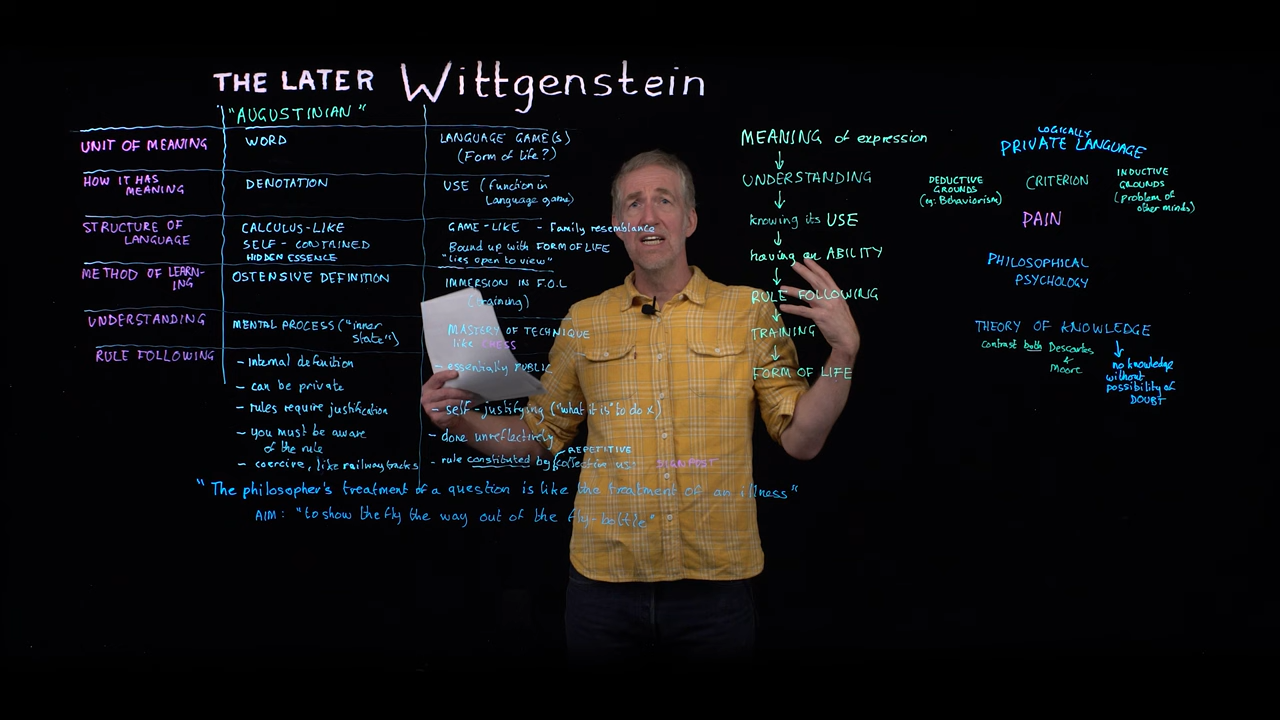 THE LATER Wittgenstein
"AUGUSTINIAN"
UNIT OF MEANING
WORD
LANGUAGE GAME(S)
(Form of life?)
HOW IT HAS
MEANING
DENOTATION
USE (function in
Language game)
STRUCTURE OF
LANGUAGE
CALCULUS-LIKE
SELF-CONTAINED
HIDDEN ESSENCE
GAME-LIKE - Family resemblance
Bound up with FORM OF LIFE
"lies open to view"
METHOD OF LEARN-
ING
OSTENSIVE DEFINITION
IMMERSION IN F.O.L
(training)
UNDERSTANDING
MENTAL PROCESS ("inner
state")
MASTERY OF TECHNIQUE
like CHESS
RULE FOLLOWING
- Internal definition
- can be private
- rules require justification
- you must be aware
of the rule
- coercive, like railway tracks
- essentially PUBLIC
- self-justifying ("what it is" to do x)
- done unreflectively
- rule constituted by REPETITIVE
collective use SIGNPOST
"The philosopher's treatment of a question is like the treatment of an illness"
AIM: "to show the fly the way out of the fly-bottle"
MEANING of expression
↓
UNDERSTANDING
↓
knowing its USE
↓
having an ABILITY
↓
RULE FOLLOWING
↓
TRAINING
↓
FORM OF LIFE
LOGICALLY
PRIVATE LANGUAGE
DEDUCTIVE
GROUNDS
(eg: Behaviorism)
CRITERION
INDUCTIVE
GROUNDS
(problem of
other minds)
PAIN
PHILOSOPHICAL
PSYCHOLOGY
THEORY OF KNOWLEDGE
contrast both Descartes
+
Moore
↓
no knowledge
without
possibility of
DOUBT